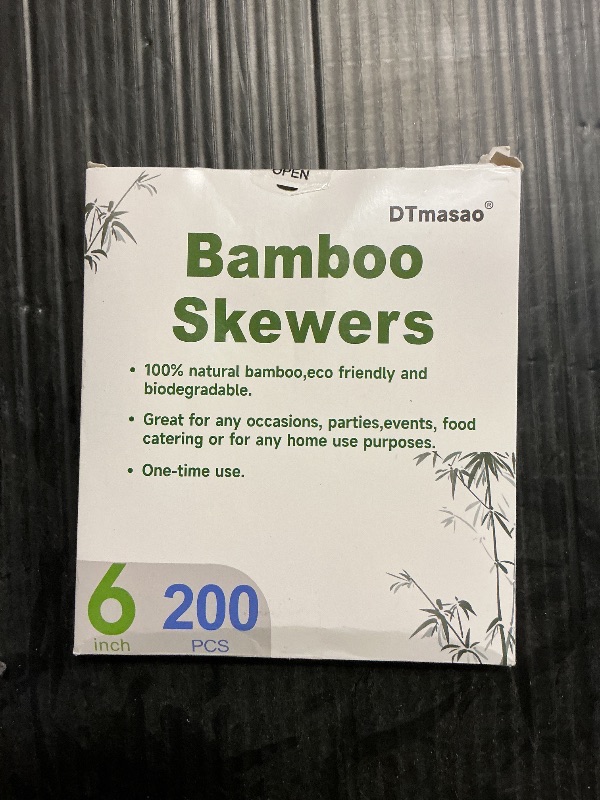 OPEN
DTmasao®
Bamboo
Skewers
• 100% natural bamboo,eco friendly and
biodegradable.
• Great for any occasions, parties,events, food
catering or for any home use purposes.
• One-time use.
6 200
inch PCS